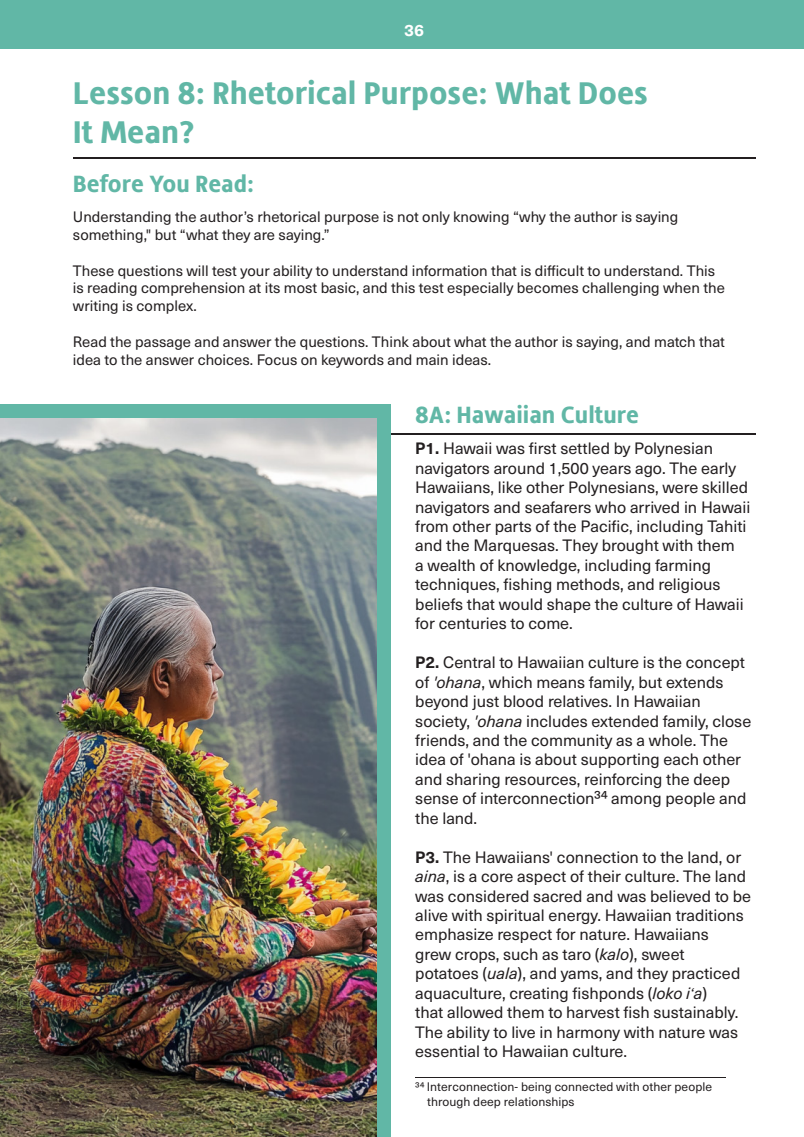 36
Lesson 8: Rhetorical Purpose: What Does
It Mean?
Before You Read:
Understanding the author’s rhetorical purpose is not only knowing “why the author is saying
something," but “what they are saying.”
These questions will test your ability to understand information that is difficult to understand. This
is reading comprehension at its most basic, and this test especially becomes challenging when the
writing is complex.
Read the passage and answer the questions. Think about what the author is saying, and match that
idea to the answer choices. Focus on keywords and main ideas.
8A: Hawaiian Culture
P1. Hawaii was first settled by Polynesian
navigators around 1,500 years ago. The early
Hawaiians, like other Polynesians, were skilled
navigators and seafarers who arrived in Hawaii
from other parts of the Pacific, including Tahiti
and the Marquesas. They brought with them
a wealth of knowledge, including farming
techniques, fishing methods, and religious
beliefs that would shape the culture of Hawaii
for centuries to come.
P2. Central to Hawaiian culture is the concept
of 'ohana, which means family, but extends
beyond just blood relatives. In Hawaiian
society, 'ohana includes extended family, close
friends, and the community as a whole. The
idea of 'ohana is about supporting each other
and sharing resources, reinforcing the deep
sense of interconnection³⁴ among people and
the land.
P3. The Hawaiians' connection to the land, or
aina, is a core aspect of their culture. The land
was considered sacred and was believed to be
alive with spiritual energy. Hawaiian traditions
emphasize respect for nature. Hawaiians
grew crops, such as taro (kalo), sweet
potatoes (uala), and yams, and they practiced
aquaculture, creating fishponds (loko i‘a)
that allowed them to harvest fish sustainably.
The ability to live in harmony with nature was
essential to Hawaiian culture.
³⁴ Interconnection- being connected with other people
through deep relationships